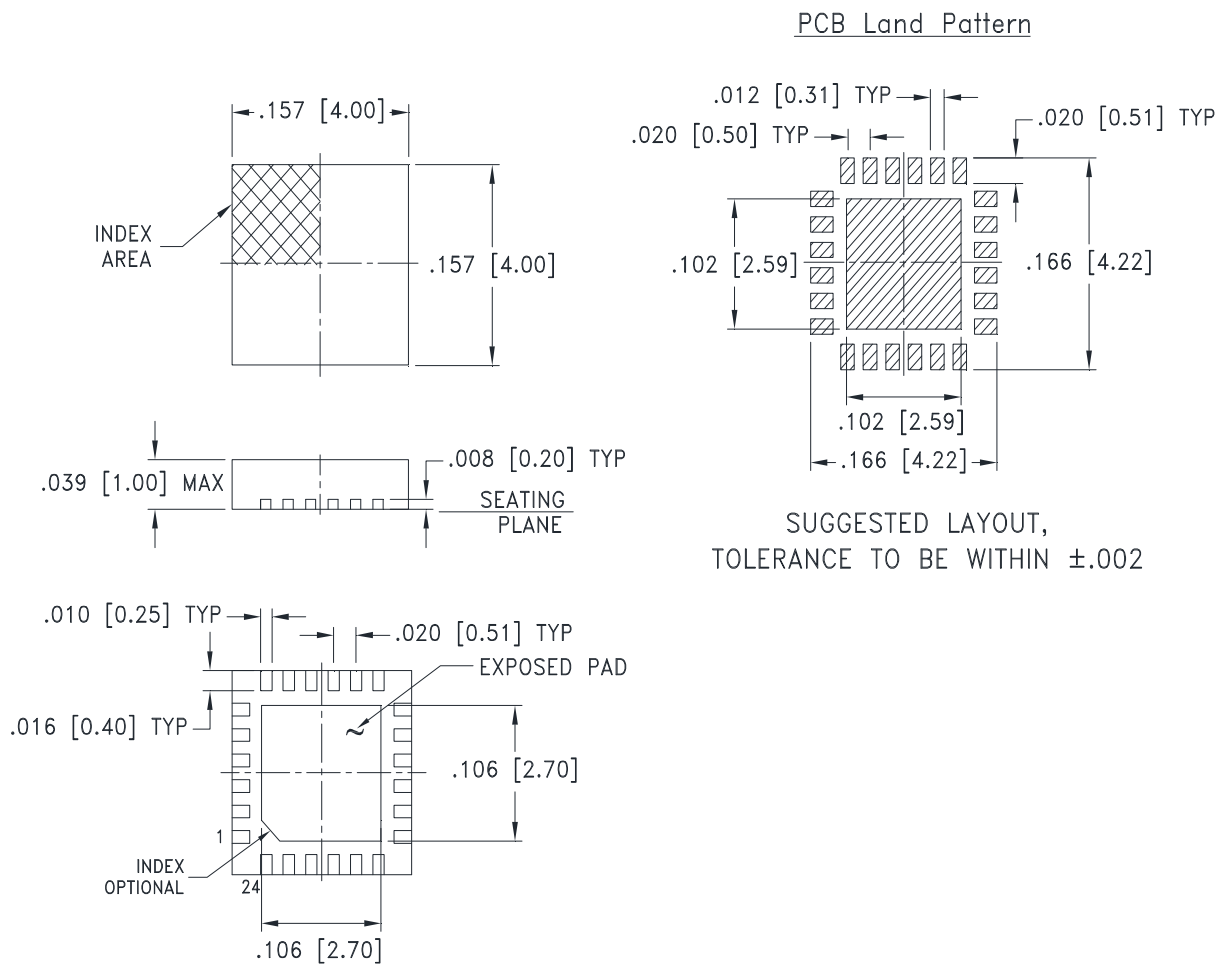 PCB Land Pattern
.157 [4.00]
INDEX
AREA
.157 [4.00]
.012 [0.31] TYP
.020 [0.50] TYP
.020 [0.51] TYP
.102 [2.59]
.166 [4.22]
.102 [2.59]
.166 [4.22]
.039 [1.00] MAX
.008 [0.20] TYP
SEATING
PLANE
SUGGESTED LAYOUT,
TOLERANCE TO BE WITHIN ±.002
.010 [0.25] TYP
.020 [0.51] TYP
EXPOSED PAD
.016 [0.40] TYP
~
.106 [2.70]
1
INDEX
OPTIONAL
24
.106 [2.70]